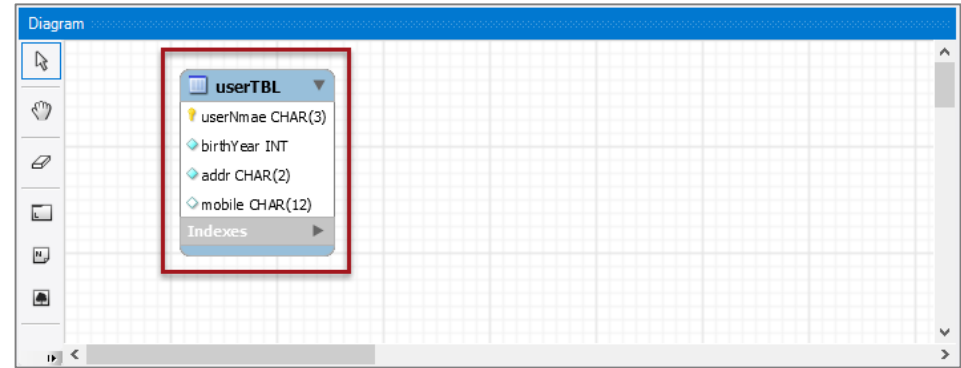 Diagram
userTBL
userNmae CHAR(3)
birthYear INT
addr CHAR(2)
mobile CHAR(12)
Indexes
L
N